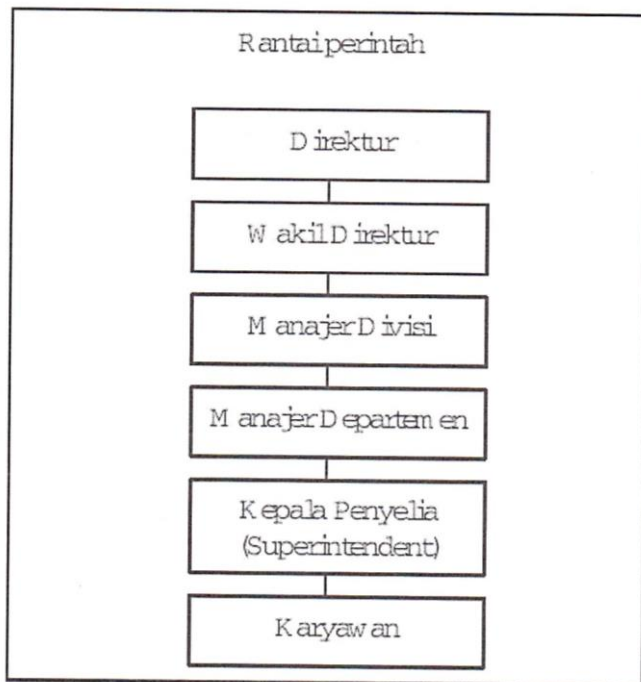 Rantai perintah
Direktur
Wakil Direktur
Manajer Divisi
Manajer Departemen
Kepala Penyelia
(Superintendent)
Karyawan